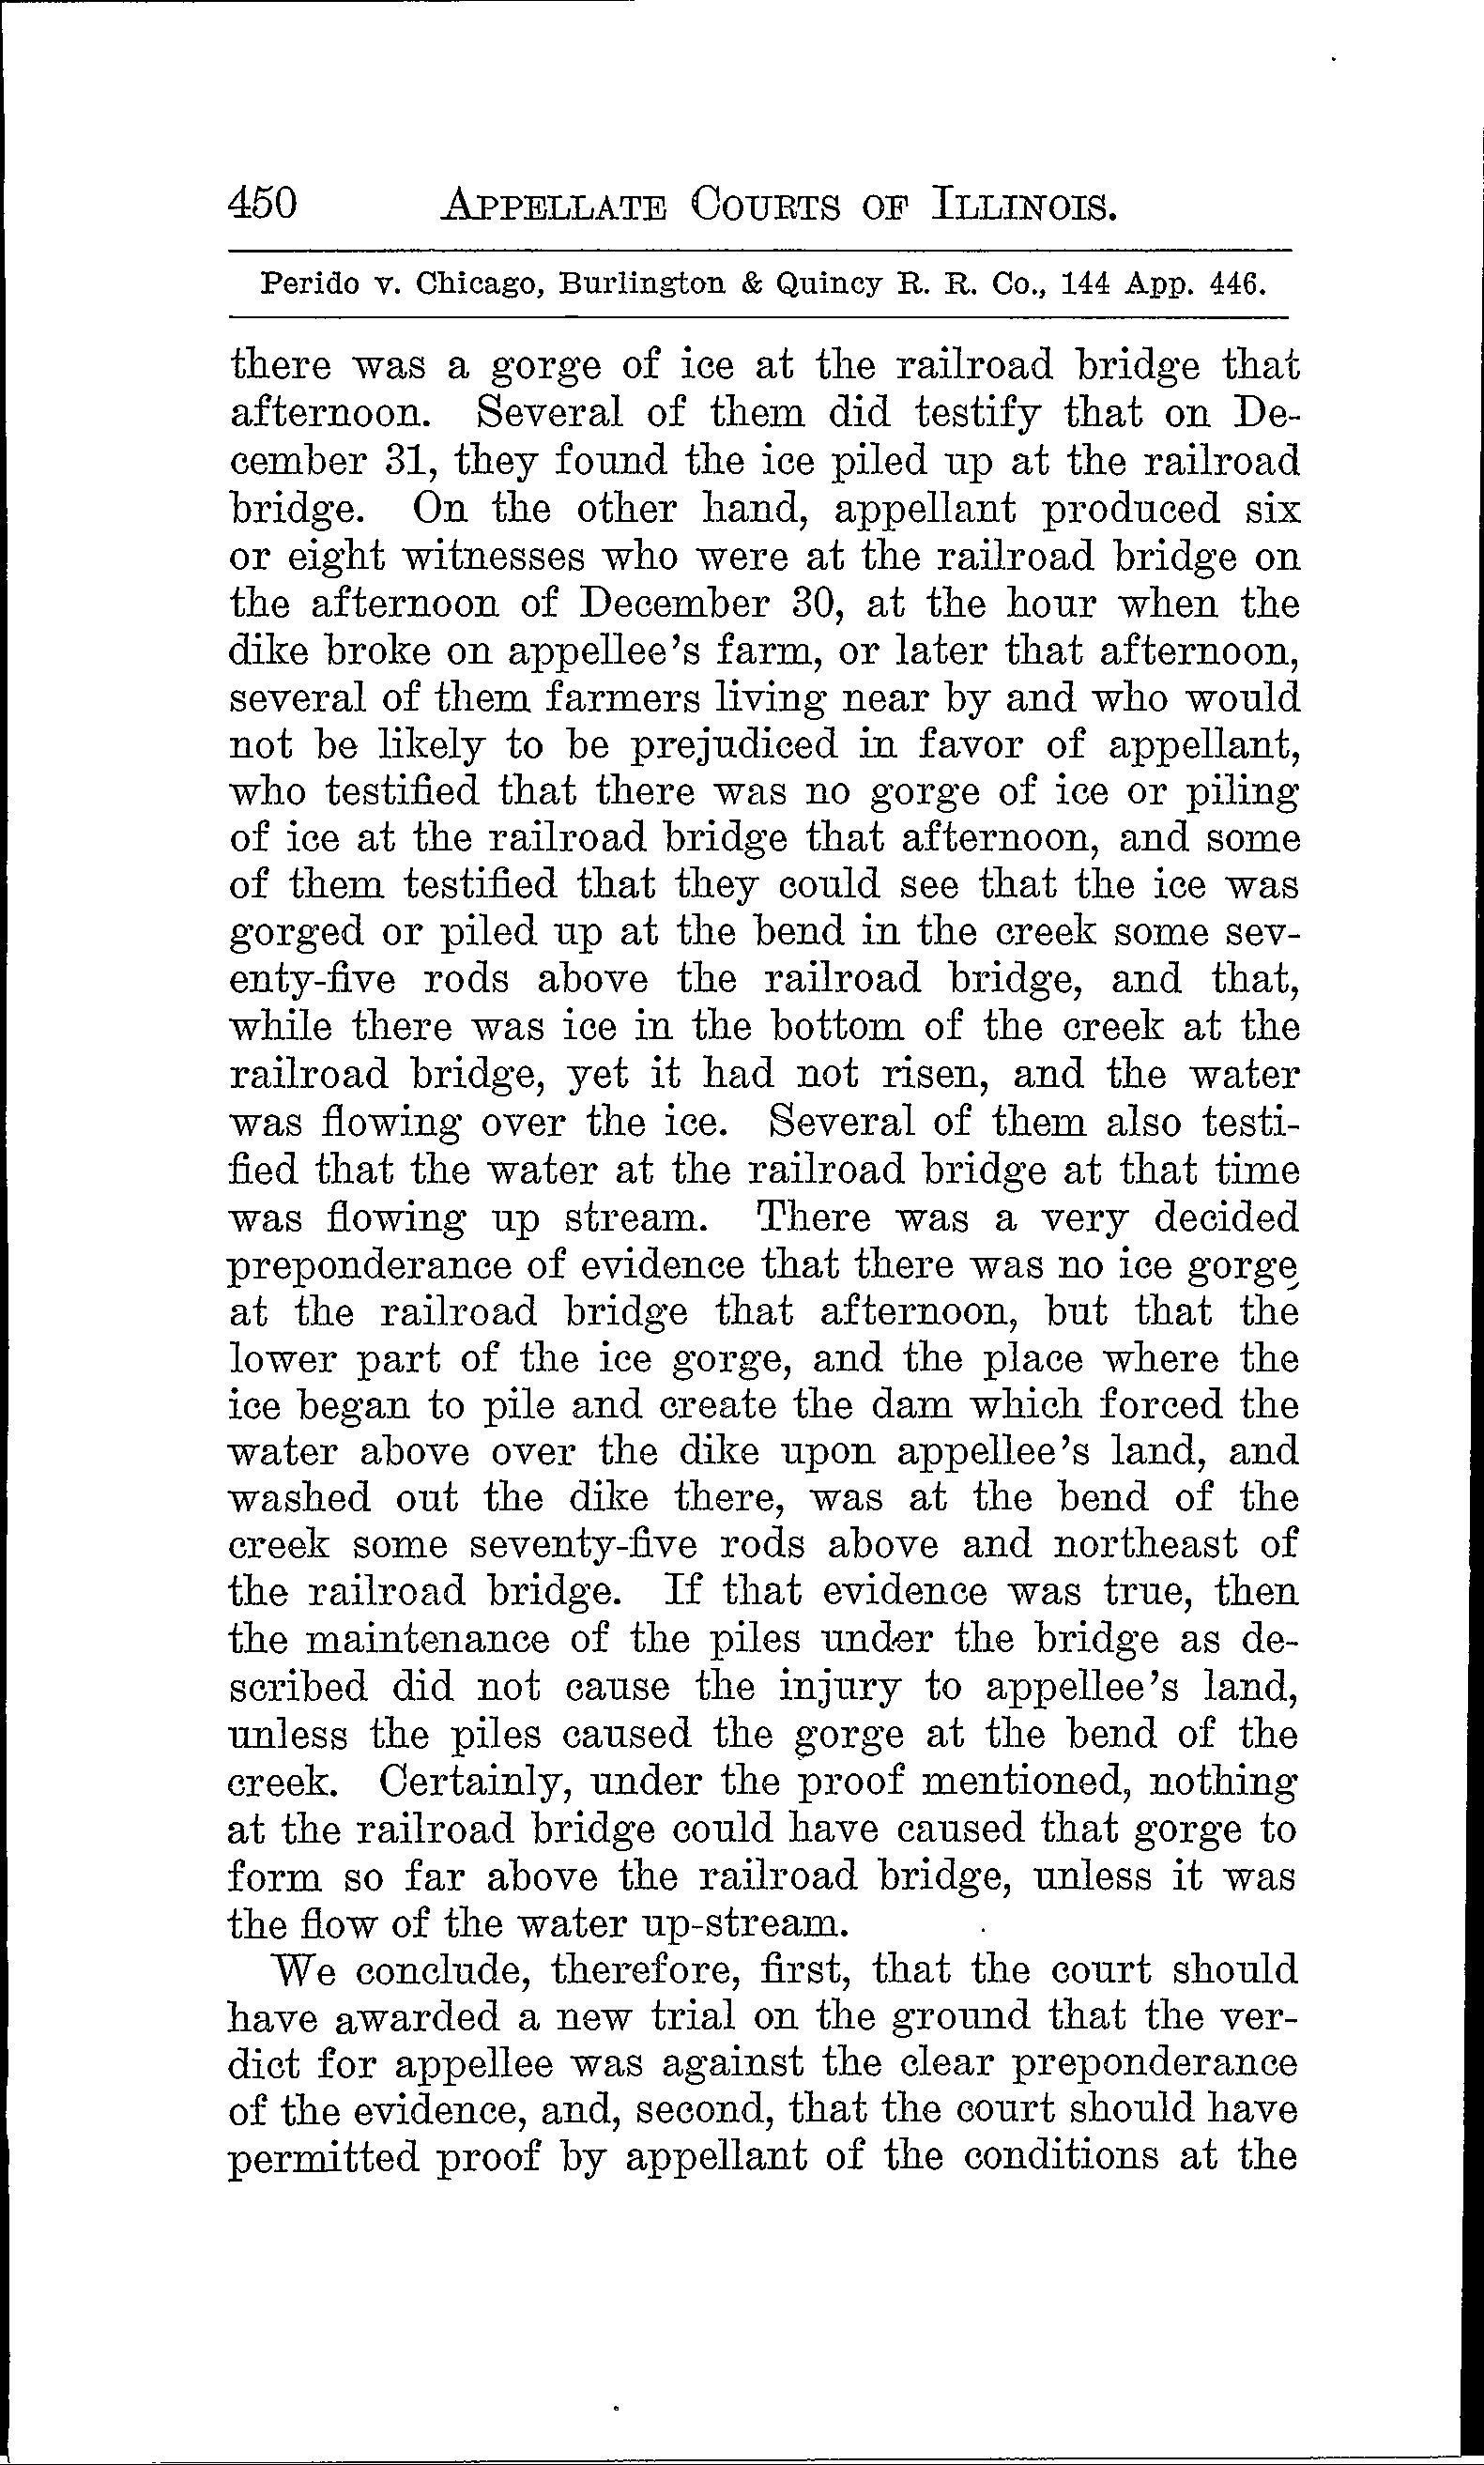 450 APPELLATE COURTS OF ILLINOIS.
Perido v. Chicago, Burlington & Quincy R. R. Co., 144 App. 446.
there was a gorge of ice at the railroad bridge that
afternoon. Several of them did testify that on De-
cember 31, they found the ice piled up at the railroad
bridge. On the other hand, appellant produced six
or eight witnesses who were at the railroad bridge on
the afternoon of December 30, at the hour when the
dike broke on appellee's farm, or later that afternoon,
several of them farmers living near by and who would
not be likely to be prejudiced in favor of appellant,
who testified that there was no gorge of ice or piling
of ice at the railroad bridge that afternoon, and some
of them testified that they could see that the ice was
gorged or piled up at the bend in the creek some sev-
enty-five rods above the railroad bridge, and that,
while there was ice in the bottom of the creek at the
railroad bridge, yet it had not risen, and the water
was flowing over the ice. Several of them also testi-
fied that the water at the railroad bridge at that time
was flowing up stream. There was a very decided
preponderance of evidence that there was no ice gorge
at the railroad bridge that afternoon, but that the
lower part of the ice gorge, and the place where the
ice began to pile and create the dam which forced the
water above over the dike upon appellee's land, and
washed out the dike there, was at the bend of the
creek some seventy-five rods above and northeast of
the railroad bridge. If that evidence was true, then
the maintenance of the piles under the bridge as de-
scribed did not cause the injury to appellee's land,
unless the piles caused the gorge at the bend of the
creek. Certainly, under the proof mentioned, nothing
at the railroad bridge could have caused that gorge to
form so far above the railroad bridge, unless it was
the flow of the water up-stream.
We conclude, therefore, first, that the court should
have awarded a new trial on the ground that the ver-
dict for appellee was against the clear preponderance
of the evidence, and, second, that the court should have
permitted proof by appellant of the conditions at the